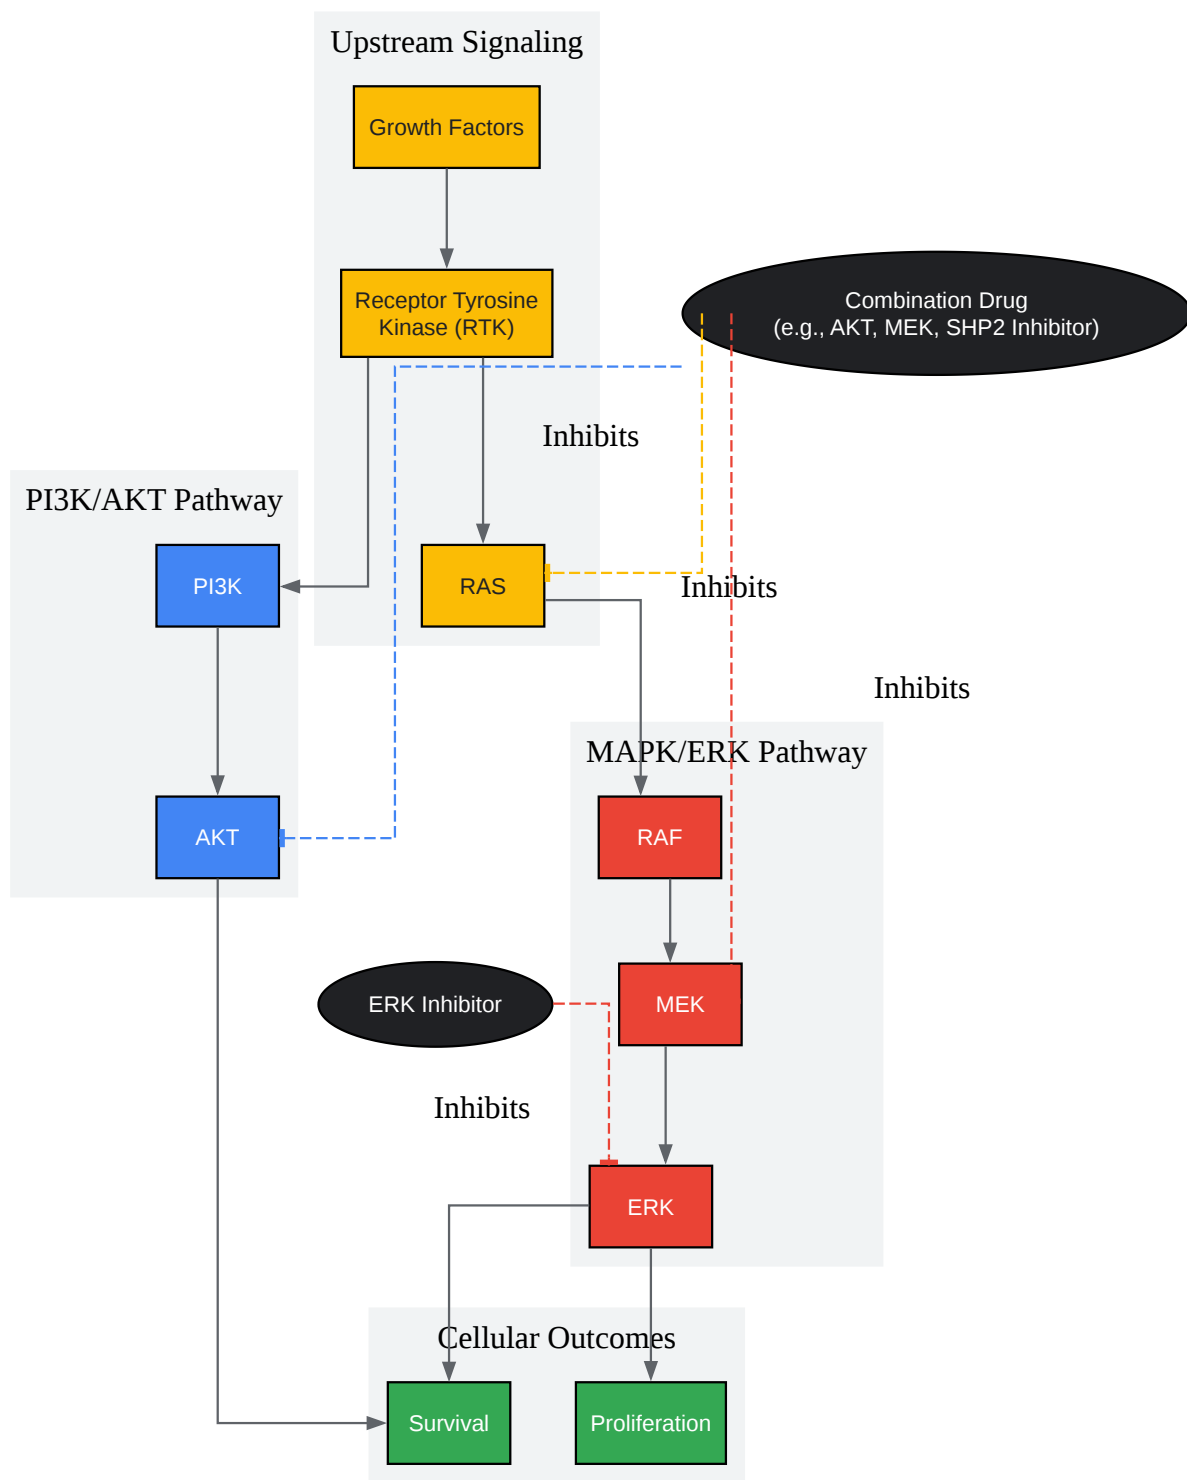 Upstream Signaling
Growth Factors
Receptor Tyrosine
Kinase (RTK)
Combination Drug
(e.g., AKT, MEK, SHP2 Inhibitor)
Inhibits
PI3K/AKT Pathway
PI3K
RAS
Inhibits
Inhibits
MAPK/ERK Pathway
AKT
RAF
ERK Inhibitor
MEK
Inhibits
ERK
Cellular Outcomes
Survival
Proliferation